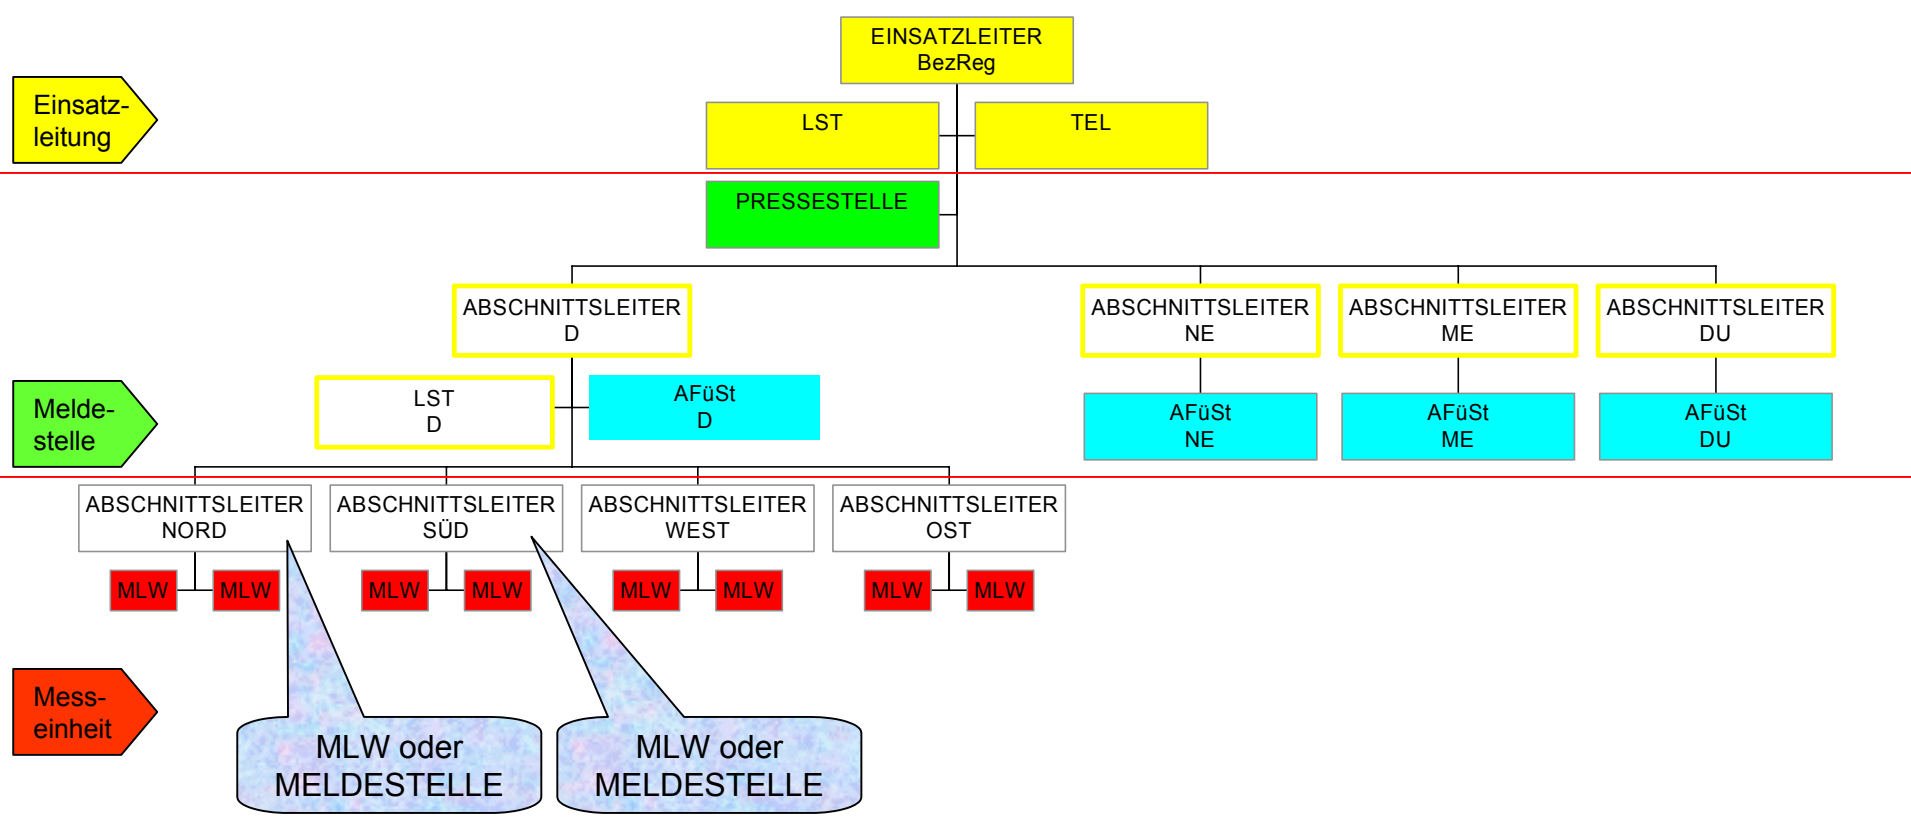 EINSATZLEITER
BezReg
Einsatz-
leitung
LST
TEL
PRESSESTELLE
ABSCHNITTSLEITER
D
ABSCHNITTSLEITER
NE
ABSCHNITTSLEITER
ME
ABSCHNITTSLEITER
DU
Melde-
stelle
LST
D
AFüSt
D
AFüSt
NE
AFüSt
ME
AFüSt
DU
ABSCHNITTSLEITER
NORD
ABSCHNITTSLEITER
SÜD
ABSCHNITTSLEITER
WEST
ABSCHNITTSLEITER
OST
MLW
MLW
MLW
MLW
MLW
MLW
MLW
MLW
Mess-
einheit
MLW oder
MELDESTELLE
MLW oder
MELDESTELLE